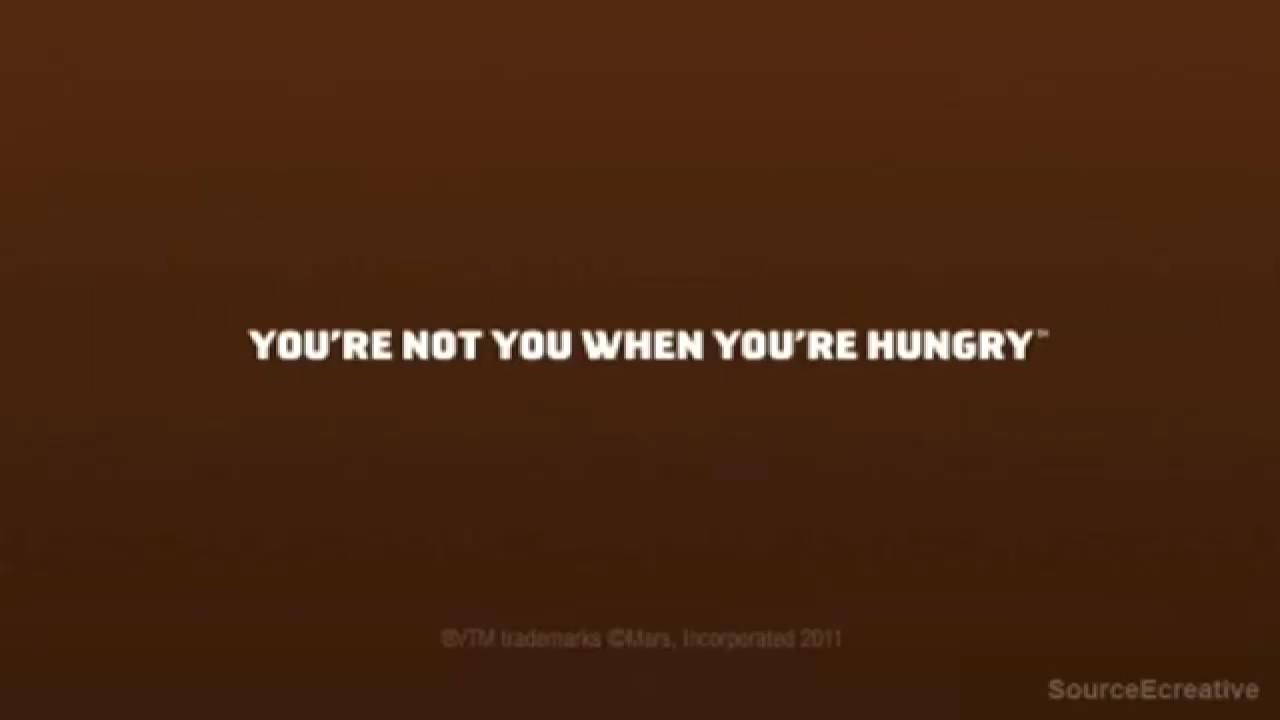 YOU'RE NOT YOU WHEN YOU'RE HUNGRY™
®/TM trademarks ©Mars, Incorporated 2011
SourceEcreative